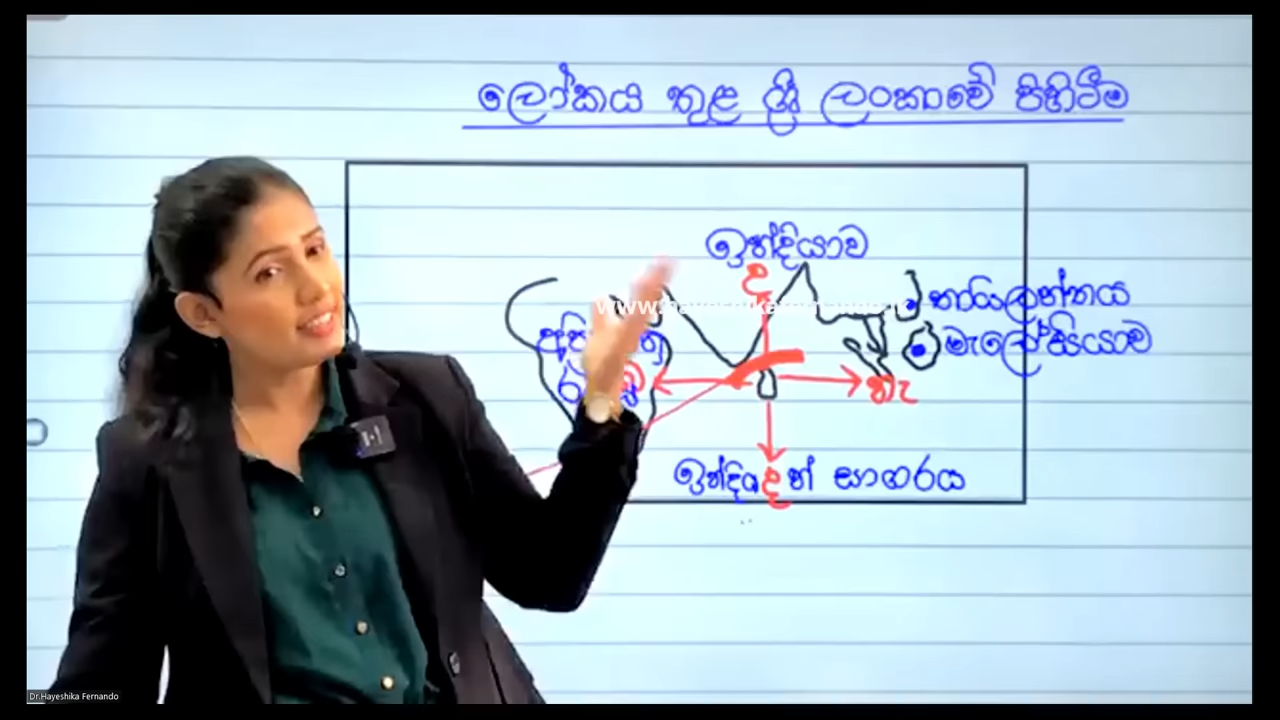 ලෝකය තුළ ශ්‍රී ලංකාවේ පිහිටීම
ඉන්දියාව
උ
තායිලන්තය
මැලේසියාව
බ
නැ
ඉන්දියන් සාගරය
ද
Dr.Hayeshika Fernando